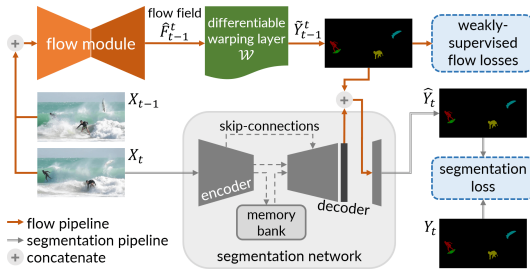 flow field
flow module
F̂ᵗₜ₋₁
differentiable
warping layer
𝒲
Ỹᵗₜ₋₁
weakly-
supervised
flow losses
Xₜ₋₁
Xₜ
skip-connections
encoder
decoder
memory
bank
segmentation network
Ŷₜ
segmentation
loss
Yₜ
flow pipeline
segmentation pipeline
concatenate